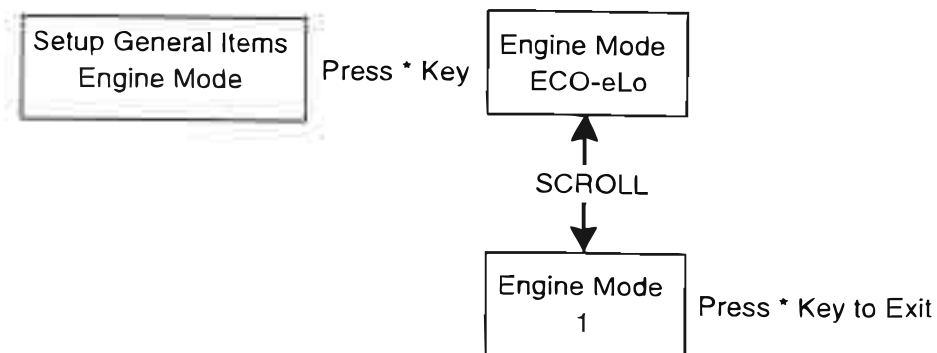 Setup General Items
Engine Mode
Press * Key
Engine Mode
ECO-eLo
SCROLL
Engine Mode
1
Press * Key to Exit